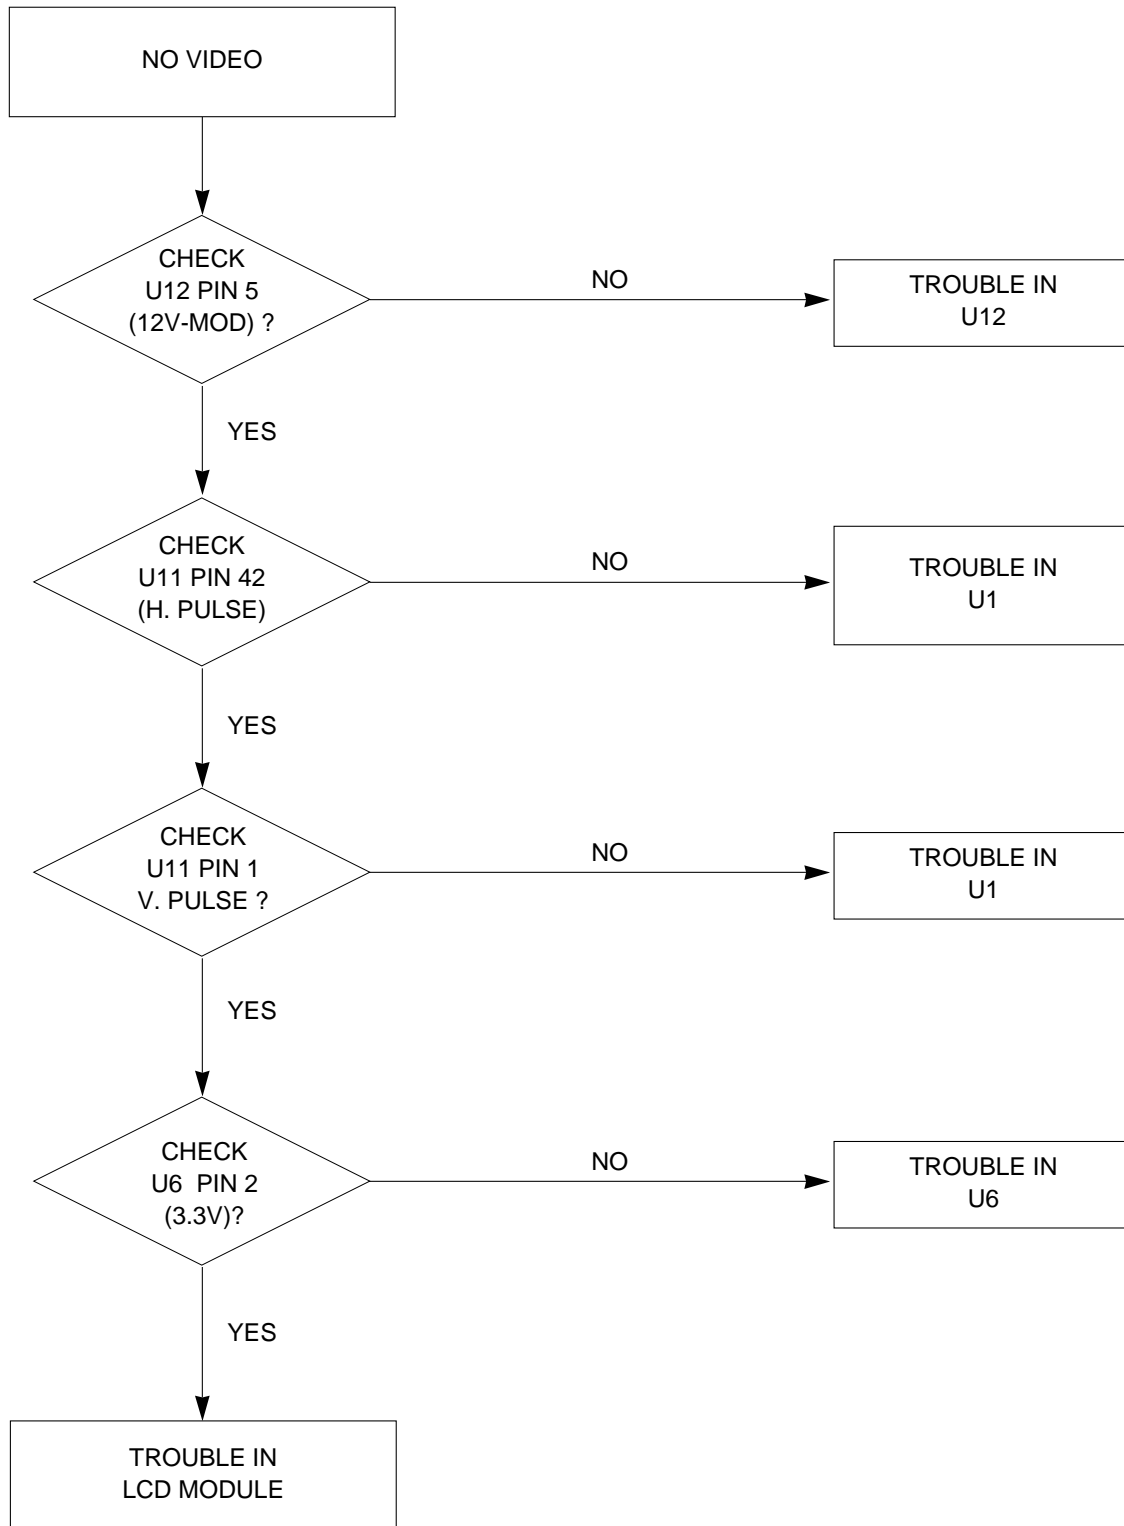 NO VIDEO
CHECK
U12 PIN 5
(12V-MOD) ?
NO
TROUBLE IN
U12
YES
CHECK
U11 PIN 42
(H. PULSE)
NO
TROUBLE IN
U1
YES
CHECK
U11 PIN 1
V. PULSE ?
NO
TROUBLE IN
U1
YES
CHECK
U6  PIN 2
(3.3V)?
NO
TROUBLE IN
U6
YES
TROUBLE IN
LCD MODULE